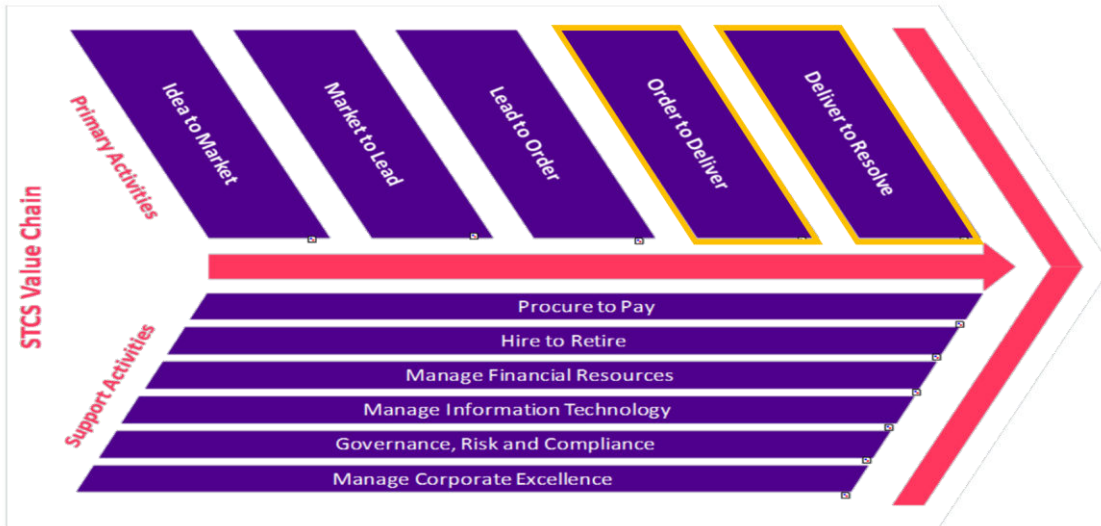 STCS Value Chain
Primary Activities
Idea to Market
Market to Lead
Lead to Order
Order to Deliver
Deliver to Resolve
Support Activities
Procure to Pay
Hire to Retire
Manage Financial Resources
Manage Information Technology
Governance, Risk and Compliance
Manage Corporate Excellence